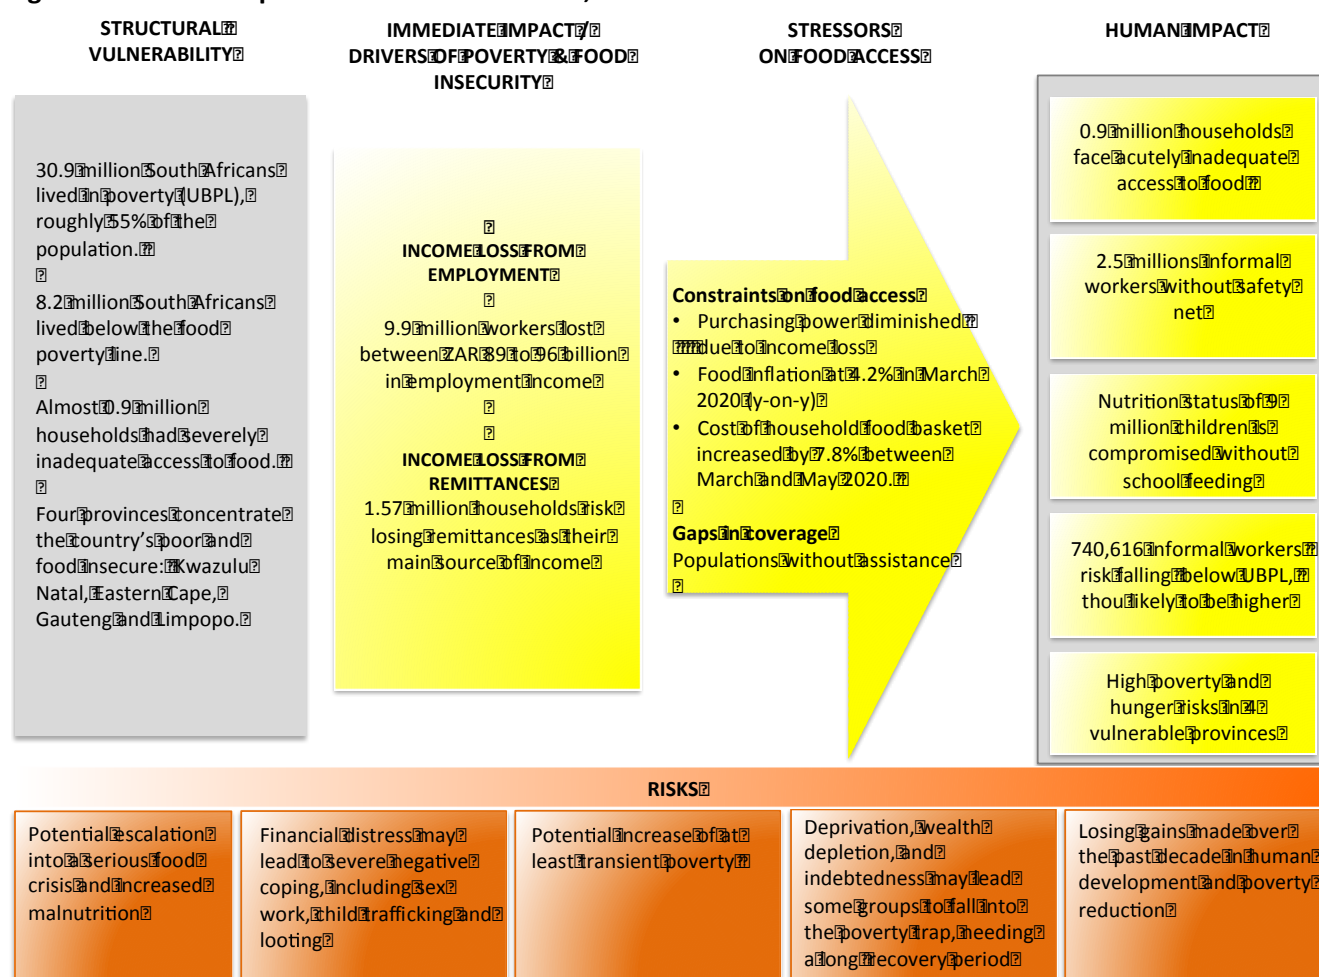 STRUCTURAL
VULNERABILITY
IMMEDIATE IMPACT /
DRIVERS OF POVERTY & FOOD
INSECURITY
STRESSORS
ON FOOD ACCESS
HUMAN IMPACT
30.9 million South Africans
lived in poverty (UBPL),
roughly 55% of the
population.
8.2 million South Africans
lived below the food
poverty line.
Almost 0.9 million
households had severely
inadequate access to food.
Four provinces concentrate
the country's poor and
food insecure: Kwazulu
Natal, Eastern Cape,
Gauteng and Limpopo.
INCOME LOSS FROM
EMPLOYMENT
9.9 million workers lost
between ZAR 89 to 96 billion
in employment income
INCOME LOSS FROM
REMITTANCES
1.57 million households risk
losing remittances as their
main source of income
Constraints on food access
• Purchasing power diminished
due to income loss
• Food inflation at 4.2% in March
2020 (y-on-y)
• Cost of household food basket
increased by 7.8% between
March and May 2020.
Gaps in coverage
Populations without assistance
0.9 million households
face acutely inadequate
access to food
2.5 millions informal
workers without safety
net
Nutrition status of 9
million children is
compromised without
school feeding
740,616 informal workers
risk falling below UBPL,
thou likely to be higher
High poverty and
hunger risks in 4
vulnerable provinces
RISKS
Potential escalation
into a serious food
crisis and increased
malnutrition
Financial distress may
lead to severe negative
coping, including sex
work, child trafficking and
looting
Potential increase of at
least transient poverty
Deprivation, wealth
depletion, and
indebtedness may lead
some groups to fall into
the poverty trap, needing
a long recovery period
Losing gains made over
the past decade in human
development and poverty
reduction